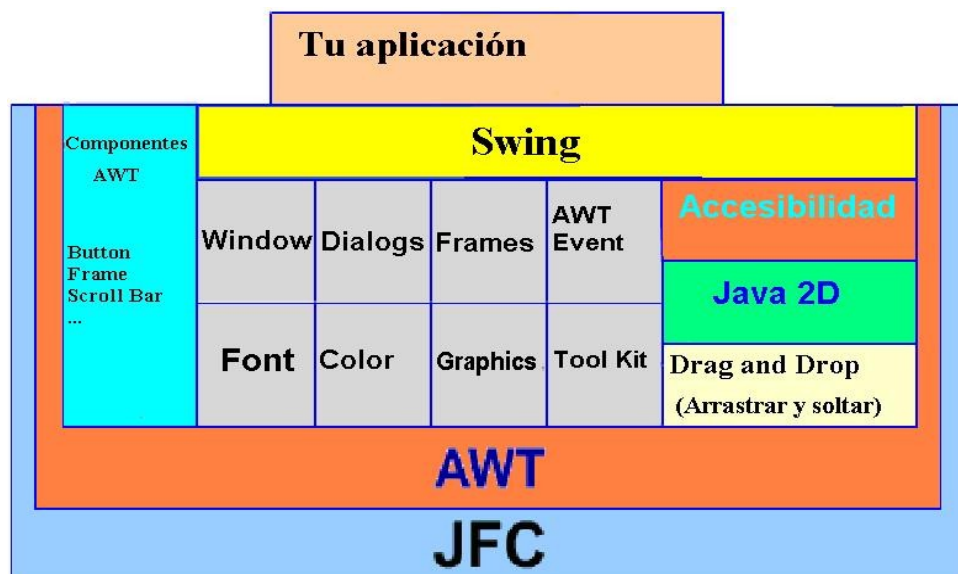 Tu aplicación
Componentes
AWT
Button
Frame
Scroll Bar
...
Swing
Window
Dialogs
Frames
AWT
Event
Accesibilidad
Java 2D
Font
Color
Graphics
Tool Kit
Drag and Drop
(Arrastrar y soltar)
AWT
JFC